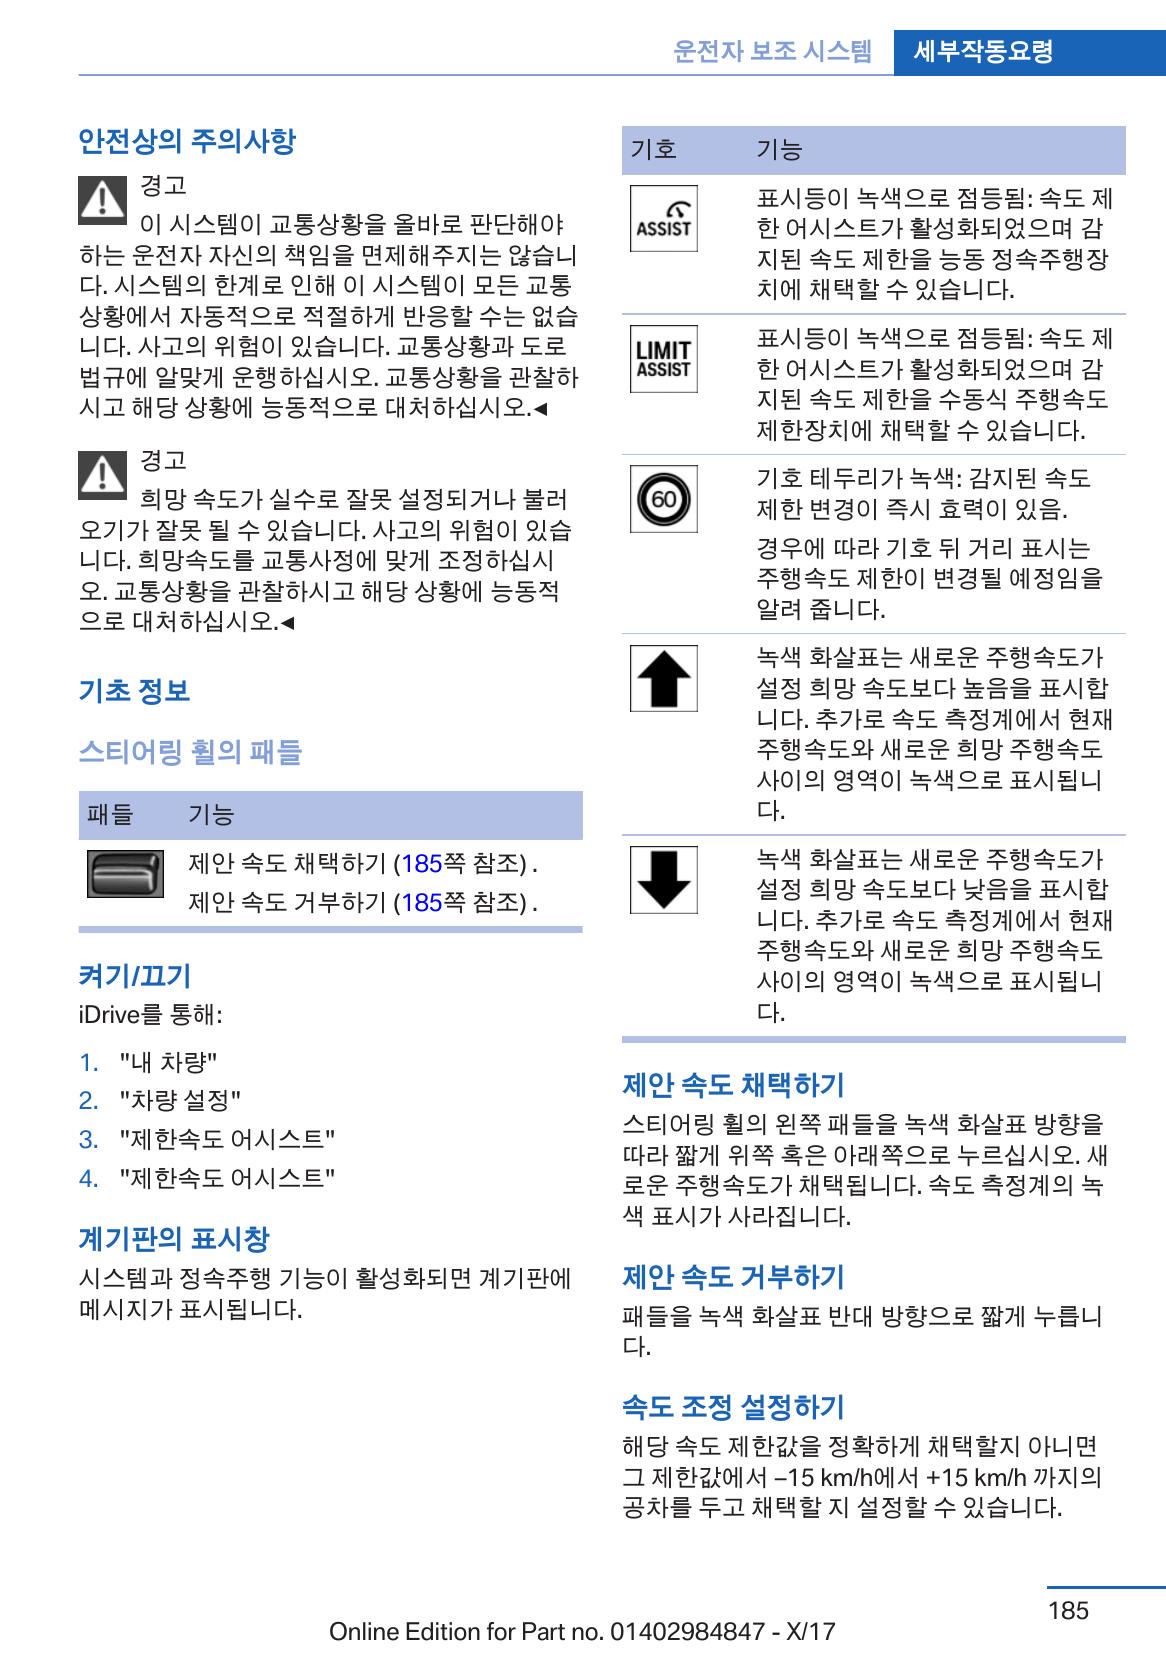 운전자 보조 시스템
세부작동요령
안전상의 주의사항
경고
이 시스템이 교통상황을 올바로 판단해야
하는 운전자 자신의 책임을 면제해주지는 않습니
다. 시스템의 한계로 인해 이 시스템이 모든 교통
상황에서 자동적으로 적절하게 반응할 수는 없습
니다. 사고의 위험이 있습니다. 교통상황과 도로
법규에 알맞게 운행하십시오. 교통상황을 관찰하
시고 해당 상황에 능동적으로 대처하십시오.◄
경고
희망 속도가 실수로 잘못 설정되거나 불러
오기가 잘못 될 수 있습니다. 사고의 위험이 있습
니다. 희망속도를 교통사정에 맞게 조정하십시
오. 교통상황을 관찰하시고 해당 상황에 능동적
으로 대처하십시오.◄
기초 정보
스티어링 휠의 패들
패들 기능
제안 속도 채택하기 (185쪽 참조) .
제안 속도 거부하기 (185쪽 참조) .
켜기/끄기
iDrive를 통해:
1. "내 차량"
2. "차량 설정"
3. "제한속도 어시스트"
4. "제한속도 어시스트"
계기판의 표시창
시스템과 정속주행 기능이 활성화되면 계기판에
메시지가 표시됩니다.
기호 기능
ASSIST
표시등이 녹색으로 점등됨: 속도 제
한 어시스트가 활성화되었으며 감
지된 속도 제한을 능동 정속주행장
치에 채택할 수 있습니다.
LIMIT
ASSIST
표시등이 녹색으로 점등됨: 속도 제
한 어시스트가 활성화되었으며 감
지된 속도 제한을 수동식 주행속도
제한장치에 채택할 수 있습니다.
60
기호 테두리가 녹색: 감지된 속도
제한 변경이 즉시 효력이 있음.
경우에 따라 기호 뒤 거리 표시는
주행속도 제한이 변경될 예정임을
알려 줍니다.
녹색 화살표는 새로운 주행속도가
설정 희망 속도보다 높음을 표시합
니다. 추가로 속도 측정계에서 현재
주행속도와 새로운 희망 주행속도
사이의 영역이 녹색으로 표시됩니
다.
녹색 화살표는 새로운 주행속도가
설정 희망 속도보다 낮음을 표시합
니다. 추가로 속도 측정계에서 현재
주행속도와 새로운 희망 주행속도
사이의 영역이 녹색으로 표시됩니
다.
제안 속도 채택하기
스티어링 휠의 왼쪽 패들을 녹색 화살표 방향을
따라 짧게 위쪽 혹은 아래쪽으로 누르십시오. 새
로운 주행속도가 채택됩니다. 속도 측정계의 녹
색 표시가 사라집니다.
제안 속도 거부하기
패들을 녹색 화살표 반대 방향으로 짧게 누릅니
다.
속도 조정 설정하기
해당 속도 제한값을 정확하게 채택할지 아니면
그 제한값에서 –15 km/h에서 +15 km/h 까지의
공차를 두고 채택할 지 설정할 수 있습니다.
185
Online Edition for Part no. 01402984847 - X/17